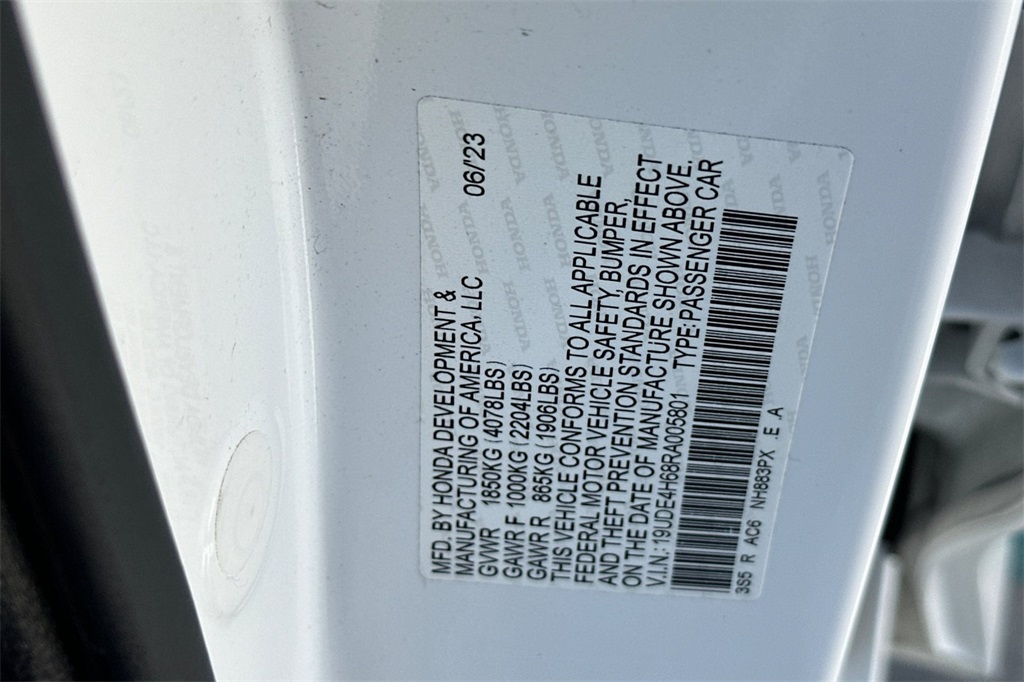 MFD. BY HONDA DEVELOPMENT &
MANUFACTURING OF AMERICA, LLC 06/'23
GVWR 1850KG (4078LBS)
GAWR F 1000KG (2204LBS)
GAWR R 865KG (1906LBS)
THIS VEHICLE CONFORMS TO ALL APPLICABLE
FEDERAL MOTOR VEHICLE SAFETY, BUMPER,
AND THEFT PREVENTION STANDARDS IN EFFECT
ON THE DATE OF MANUFACTURE SHOWN ABOVE.
V.I.N.: 19UDE4H68RA005801 TYPE: PASSENGER CAR
3S5 R AC6 NH883PX .E A